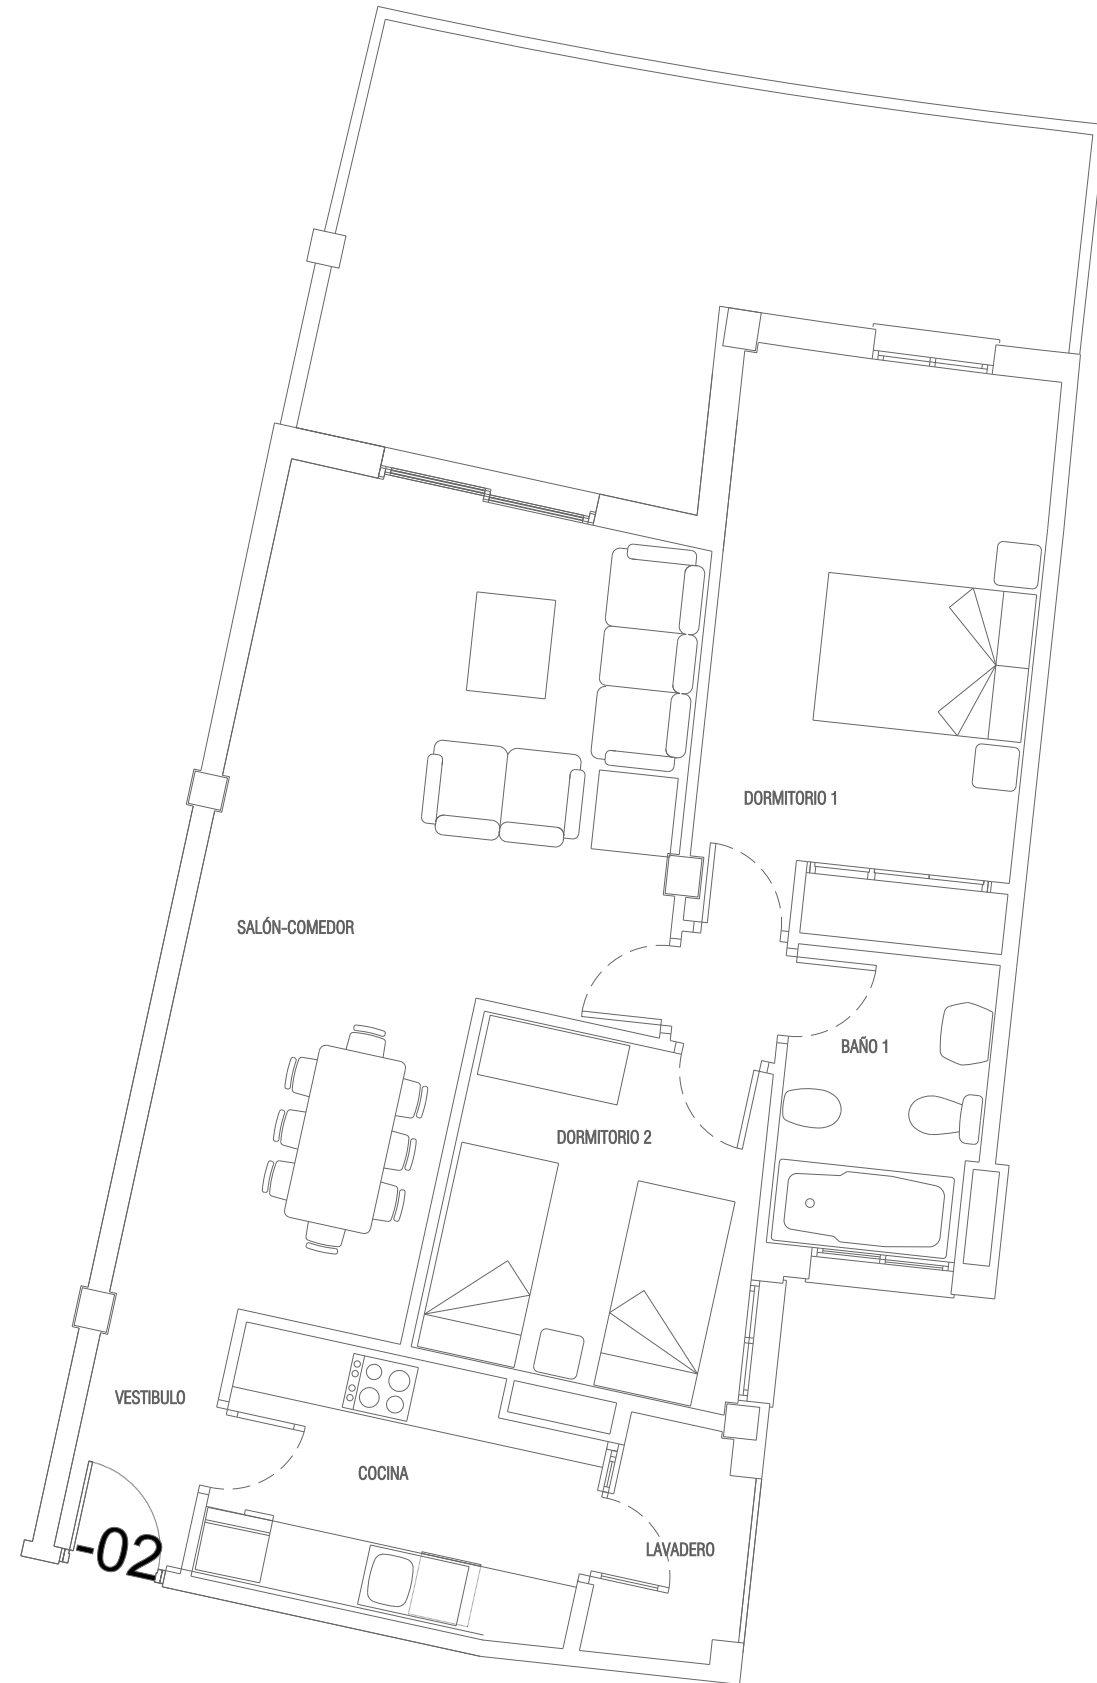 DORMITORIO 1
SALÓN-COMEDOR
BAÑO 1
DORMITORIO 2
VESTIBULO
COCINA
LAVADERO
-02